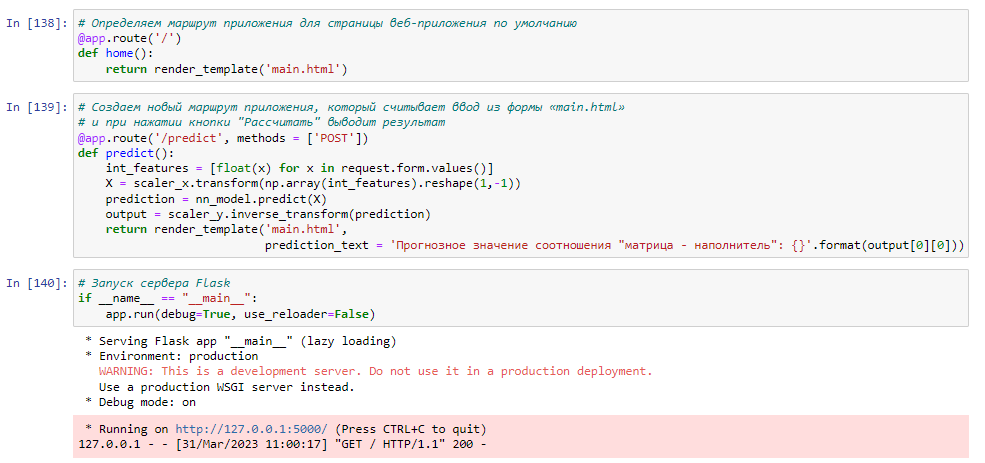 In [138]: # Определяем маршрут приложения для страницы веб-приложения по умолчанию
@app.route('/')
def home():
    return render_template('main.html')
In [139]: # Создаем новый маршрут приложения, который считывает ввод из формы «main.html»
# и при нажатии кнопки "Рассчитать" выводит результат
@app.route('/predict', methods = ['POST'])
def predict():
    int_features = [float(x) for x in request.form.values()]
    X = scaler_x.transform(np.array(int_features).reshape(1,-1))
    prediction = nn_model.predict(X)
    output = scaler_y.inverse_transform(prediction)
    return render_template('main.html',
                           prediction_text = 'Прогнозное значение соотношения "матрица - наполнитель": {}'.format(output[0][0]))
In [140]: # Запуск сервера Flask
if __name__ == "__main__":
    app.run(debug=True, use_reloader=False)
 * Serving Flask app "__main__" (lazy loading)
 * Environment: production
   WARNING: This is a development server. Do not use it in a production deployment.
   Use a production WSGI server instead.
 * Debug mode: on
 * Running on http://127.0.0.1:5000/ (Press CTRL+C to quit)
127.0.0.1 - - [31/Mar/2023 11:00:17] "GET / HTTP/1.1" 200 -